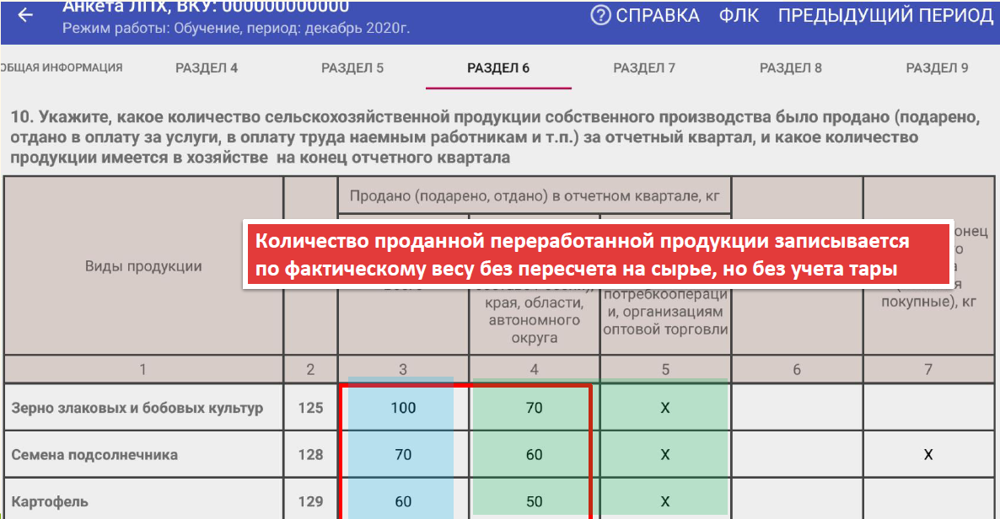 Анкета ЛПХ, ВКУ: 000000000000
Режим работы: Обучение, период: декабрь 2020г.
СПРАВКА ФЛК ПРЕДЫДУЩИЙ ПЕРИОД
ОБЩАЯ ИНФОРМАЦИЯ РАЗДЕЛ 4 РАЗДЕЛ 5 РАЗДЕЛ 6 РАЗДЕЛ 7 РАЗДЕЛ 8 РАЗДЕЛ 9
10. Укажите, какое количество сельскохозяйственной продукции собственного производства было продано (подарено,
отдано в оплату за услуги, в оплату труда наемным работникам и т.п.) за отчетный квартал, и какое количество
продукции имеется в хозяйстве на конец отчетного квартала
Виды продукции
Продано (подарено, отдано) в отчетном квартале, кг
Количество проданной переработанной продукции записывается
по фактическому весу без пересчета на сырье, но без учета тары
края, области,
автономного
округа
потребкоопераци
и, организациям
оптовой торговли
покупные), кг
1 2 3 4 5 6 7
Зерно злаковых и бобовых культур 125 100 70 X
Семена подсолнечника 128 70 60 X X
Картофель 129 60 50 X